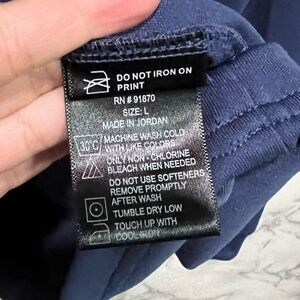 DO NOT IRON ON
PRINT
RN # 91870
SIZE: L
MADE IN JORDAN
30°C
MACHINE WASH COLD
WITH LIKE COLORS
ONLY NON - CHLORINE
BLEACH WHEN NEEDED
DO NOT USE SOFTENERS
REMOVE PROMPTLY
AFTER WASH
TUMBLE DRY LOW
TOUCH UP WITH
COOL IRON